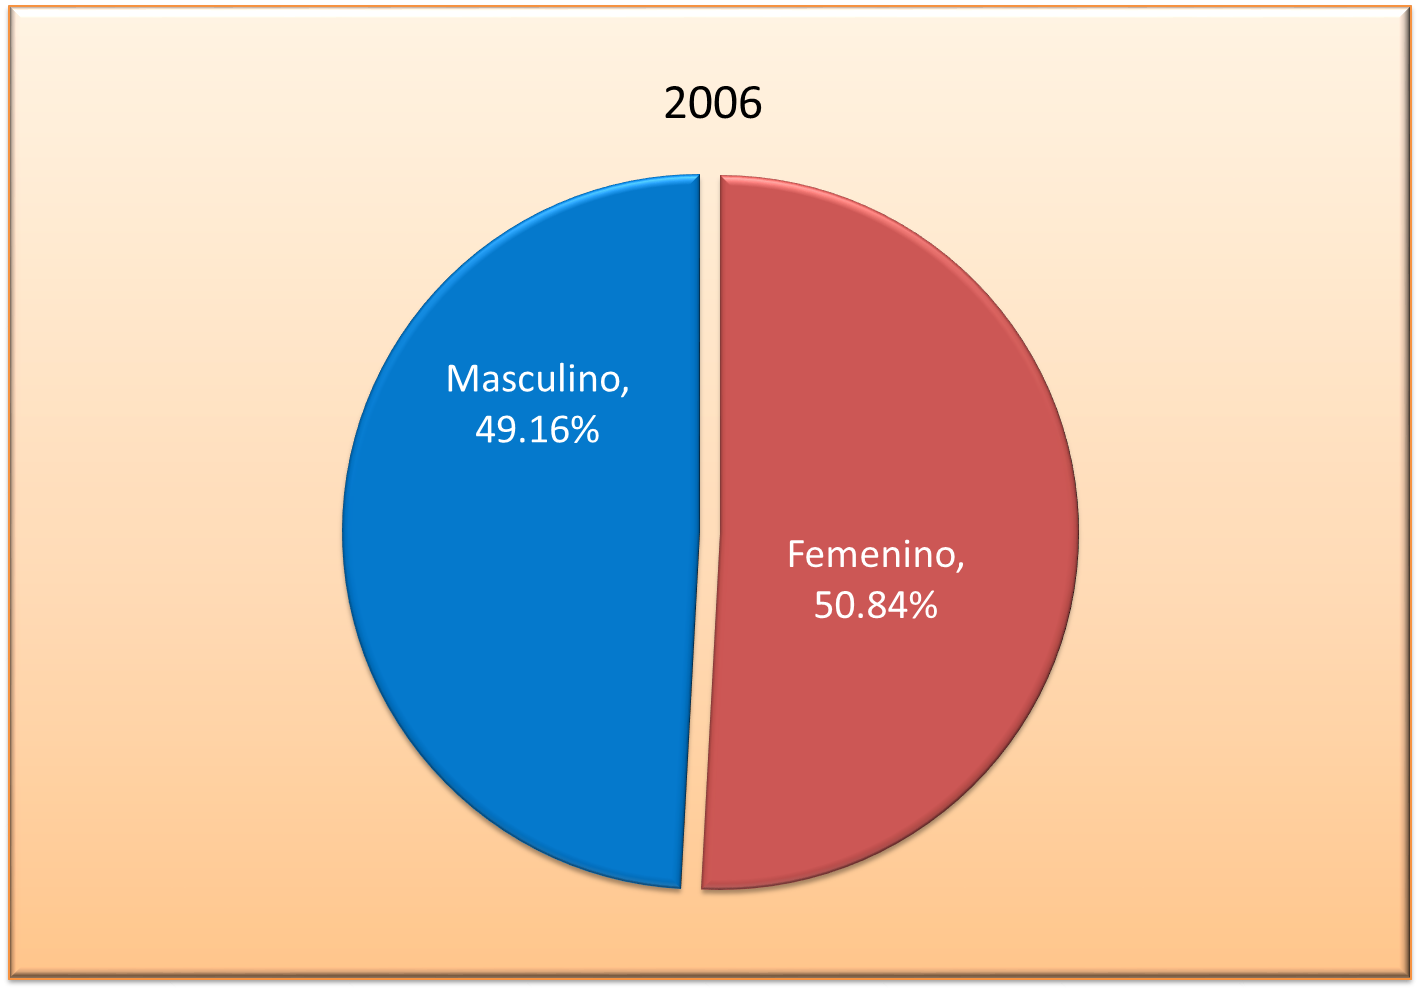 2006
Masculino,
49.16%
Femenino,
50.84%